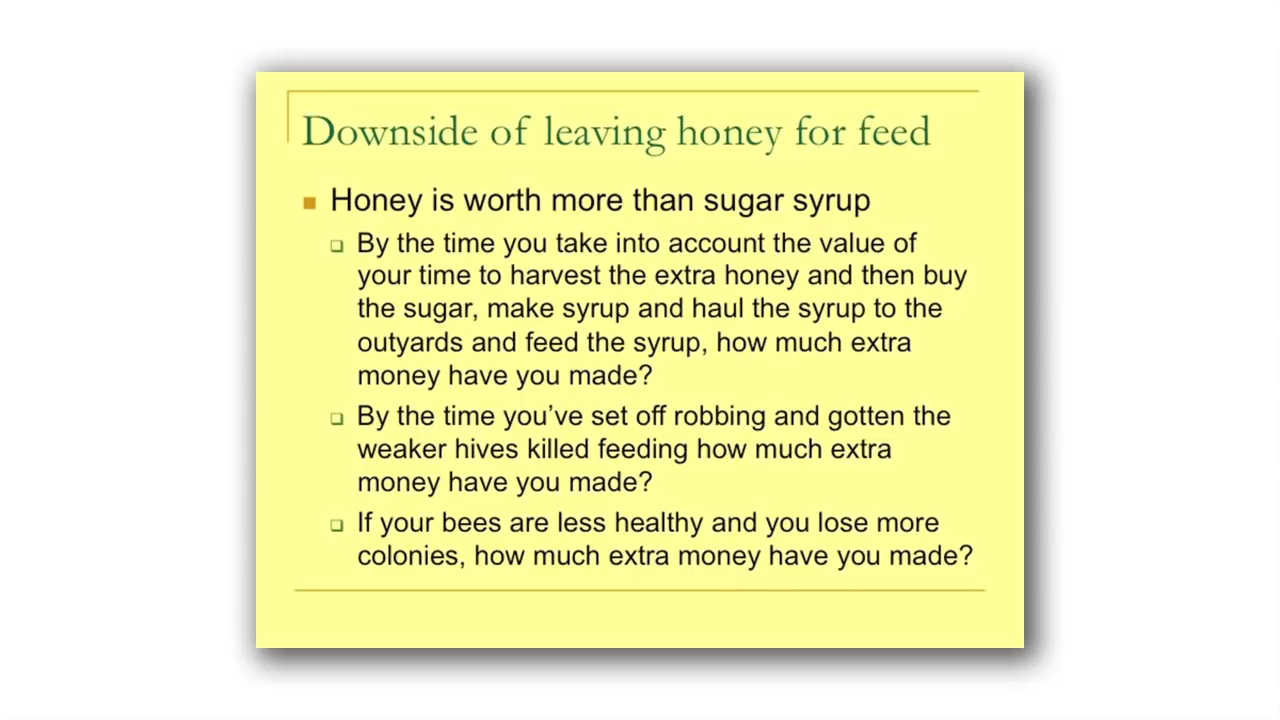 Downside of leaving honey for feed
Honey is worth more than sugar syrup
By the time you take into account the value of
your time to harvest the extra honey and then buy
the sugar, make syrup and haul the syrup to the
outyards and feed the syrup, how much extra
money have you made?
By the time you’ve set off robbing and gotten the
weaker hives killed feeding how much extra
money have you made?
If your bees are less healthy and you lose more
colonies, how much extra money have you made?